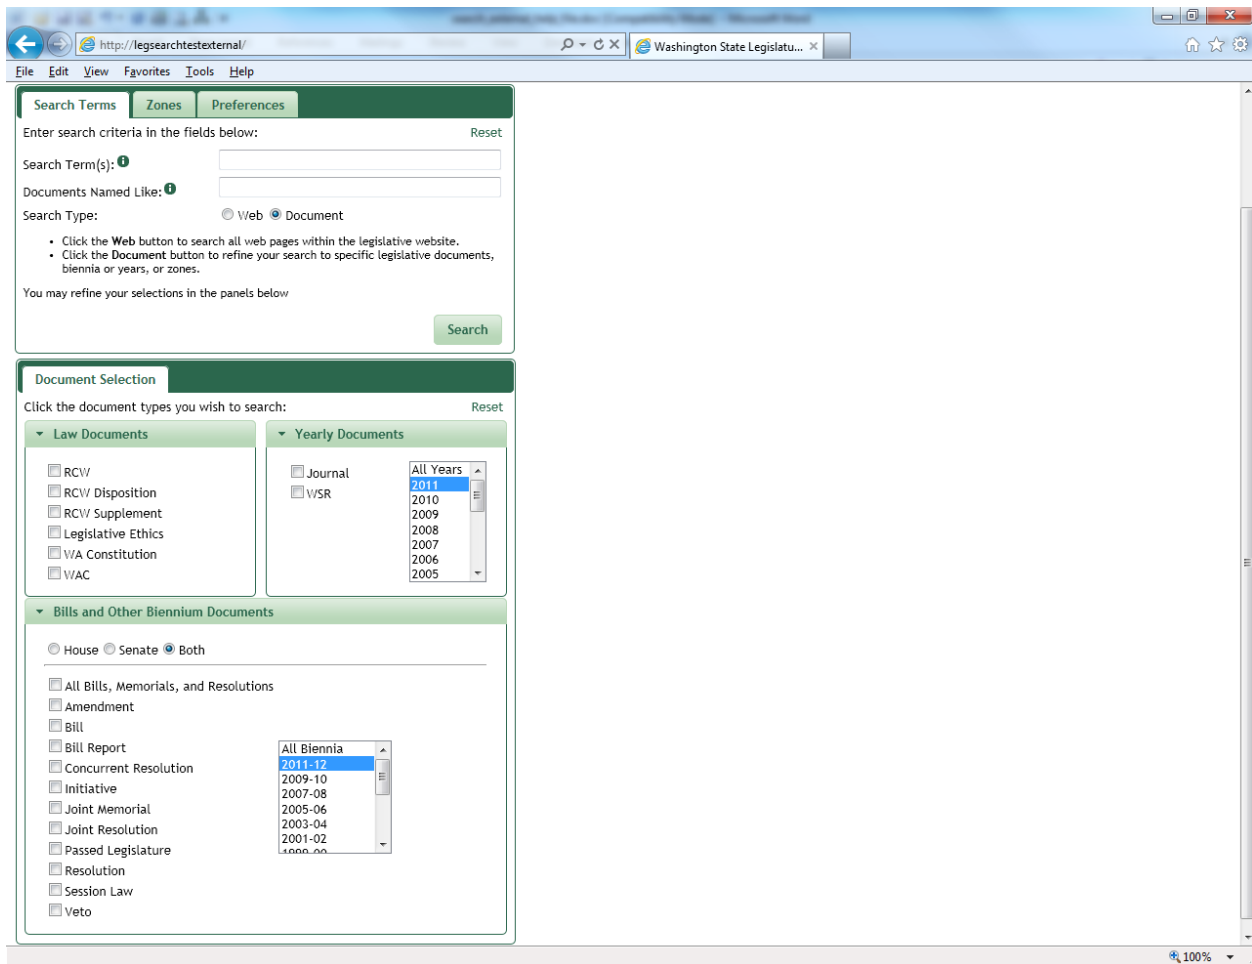 search_external_help_file.doc (Compatibility Mode) - Microsoft Word
http://legsearchtestexternal/
Washington State Legislatu...
File Edit View Favorites Tools Help
Search Terms Zones Preferences
Enter search criteria in the fields below: Reset
Search Term(s):
Documents Named Like:
Search Type: Web Document
• Click the Web button to search all web pages within the legislative website.
• Click the Document button to refine your search to specific legislative documents,
biennia or years, or zones.
You may refine your selections in the panels below
Search
Document Selection
Click the document types you wish to search: Reset
Law Documents
RCW
RCW Disposition
RCW Supplement
Legislative Ethics
WA Constitution
WAC
Yearly Documents
Journal
WSR
All Years
2011
2010
2009
2008
2007
2006
2005
Bills and Other Biennium Documents
House Senate Both
All Bills, Memorials, and Resolutions
Amendment
Bill
Bill Report
Concurrent Resolution
Initiative
Joint Memorial
Joint Resolution
Passed Legislature
Resolution
Session Law
Veto
All Biennia
2011-12
2009-10
2007-08
2005-06
2003-04
2001-02
1999-00
100%